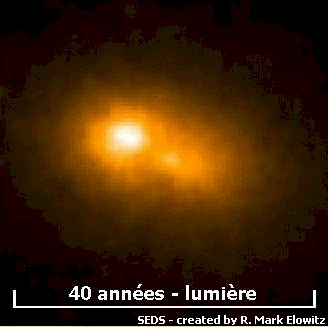 40 années - lumière
SEDS - created by R. Mark Elowitz